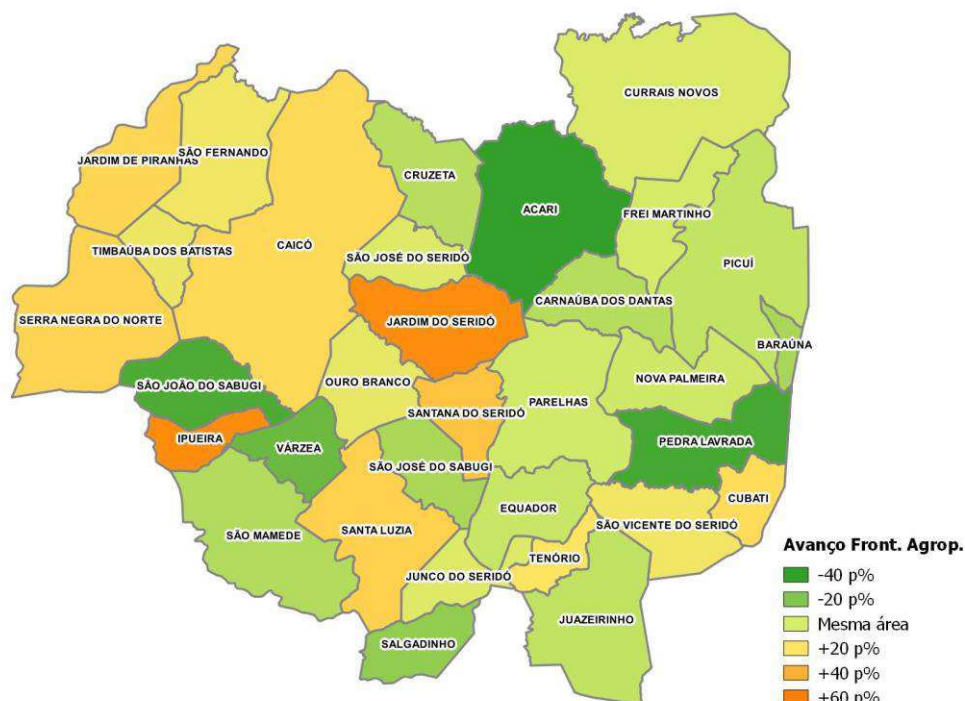 CURRAIS NOVOS
SÃO FERNANDO
JARDIM DE PIRANHAS
CRUZETA
ACARI
FREI MARTINHO
TIMBAÚBA DOS BATISTAS
CAICÓ
SÃO JOSÉ DO SERIDÓ
PICUÍ
CARNAÚBA DOS DANTAS
SERRA NEGRA DO NORTE
JARDIM DO SERIDÓ
BARAÚNA
SÃO JOÃO DO SABUGI
OURO BRANCO
NOVA PALMEIRA
SANTANA DO SERIDÓ
PARELHAS
IPUEIRA
VÁRZEA
PEDRA LAVRADA
SÃO JOSÉ DO SABUGI
CUBATI
EQUADOR
SÃO VICENTE DO SERIDÓ
SÃO MAMEDE
SANTA LUZIA
TENÓRIO
JUNCO DO SERIDÓ
JUAZEIRINHO
SALGADINHO
Avanço Front. Agrop.
-40 p%
-20 p%
Mesma área
+20 p%
+40 p%
+60 p%